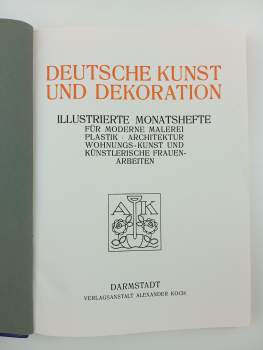 DEUTSCHE KUNST
UND DEKORATION
ILLUSTRIERTE MONATSHEFTE
FÜR MODERNE MALEREI
PLASTIK · ARCHITEKTUR
WOHNUNGS-KUNST UND
KÜNSTLERISCHE FRAUEN-
ARBEITEN
A K
DARMSTADT
VERLAGSANSTALT ALEXANDER KOCH